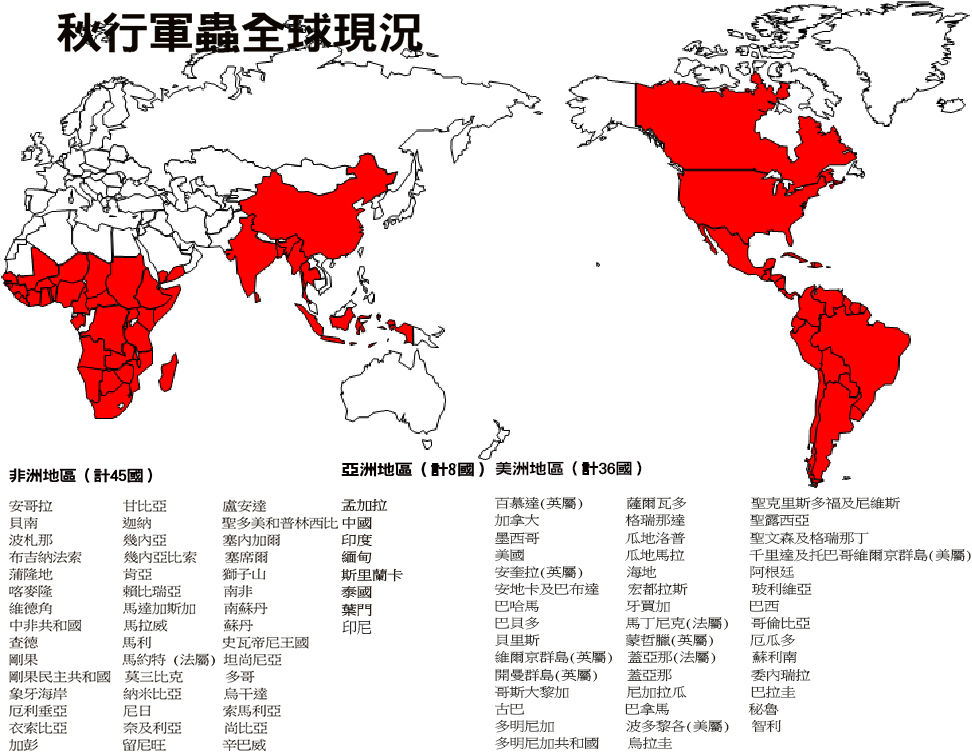 秋行軍蟲全球現況
非洲地區（計45國）
安哥拉 甘比亞 盧安達
貝南 迦納 聖多美和普林西比
波札那 幾內亞 塞內加爾
布吉納法索 幾內亞比索 塞席爾
蒲隆地 肯亞 獅子山
喀麥隆 賴比瑞亞 南非
維德角 馬達加斯加 南蘇丹
中非共和國 馬拉威 蘇丹
查德 馬利 史瓦帝尼王國
剛果 馬約特（法屬） 坦尚尼亞
剛果民主共和國 莫三比克 多哥
象牙海岸 納米比亞 烏干達
厄利垂亞 尼日 索馬利亞
衣索比亞 奈及利亞 尚比亞
加彭 留尼旺 辛巴威
亞洲地區（計8國）
孟加拉
中國
印度
緬甸
斯里蘭卡
泰國
葉門
印尼
美洲地區（計36國）
百慕達(英屬) 薩爾瓦多 聖克里斯多福及尼維斯
加拿大 格瑞那達 聖露西亞
墨西哥 瓜地洛普 聖文森及格瑞那丁
美國 瓜地馬拉 千里達及托巴哥維爾京群島(美屬)
安奎拉(英屬) 海地 阿根廷
安地卡及巴布達 宏都拉斯 玻利維亞
巴哈馬 牙買加 巴西
巴貝多 馬丁尼克(法屬) 哥倫比亞
貝里斯 蒙哲臘(英屬) 厄瓜多
維爾京群島(英屬) 蓋亞那(法屬) 蘇利南
開曼群島(英屬) 蓋亞那 委內瑞拉
哥斯大黎加 尼加拉瓜 巴拉圭
古巴 巴拿馬 秘魯
多明尼加 波多黎各(美屬) 智利
多明尼加共和國 烏拉圭